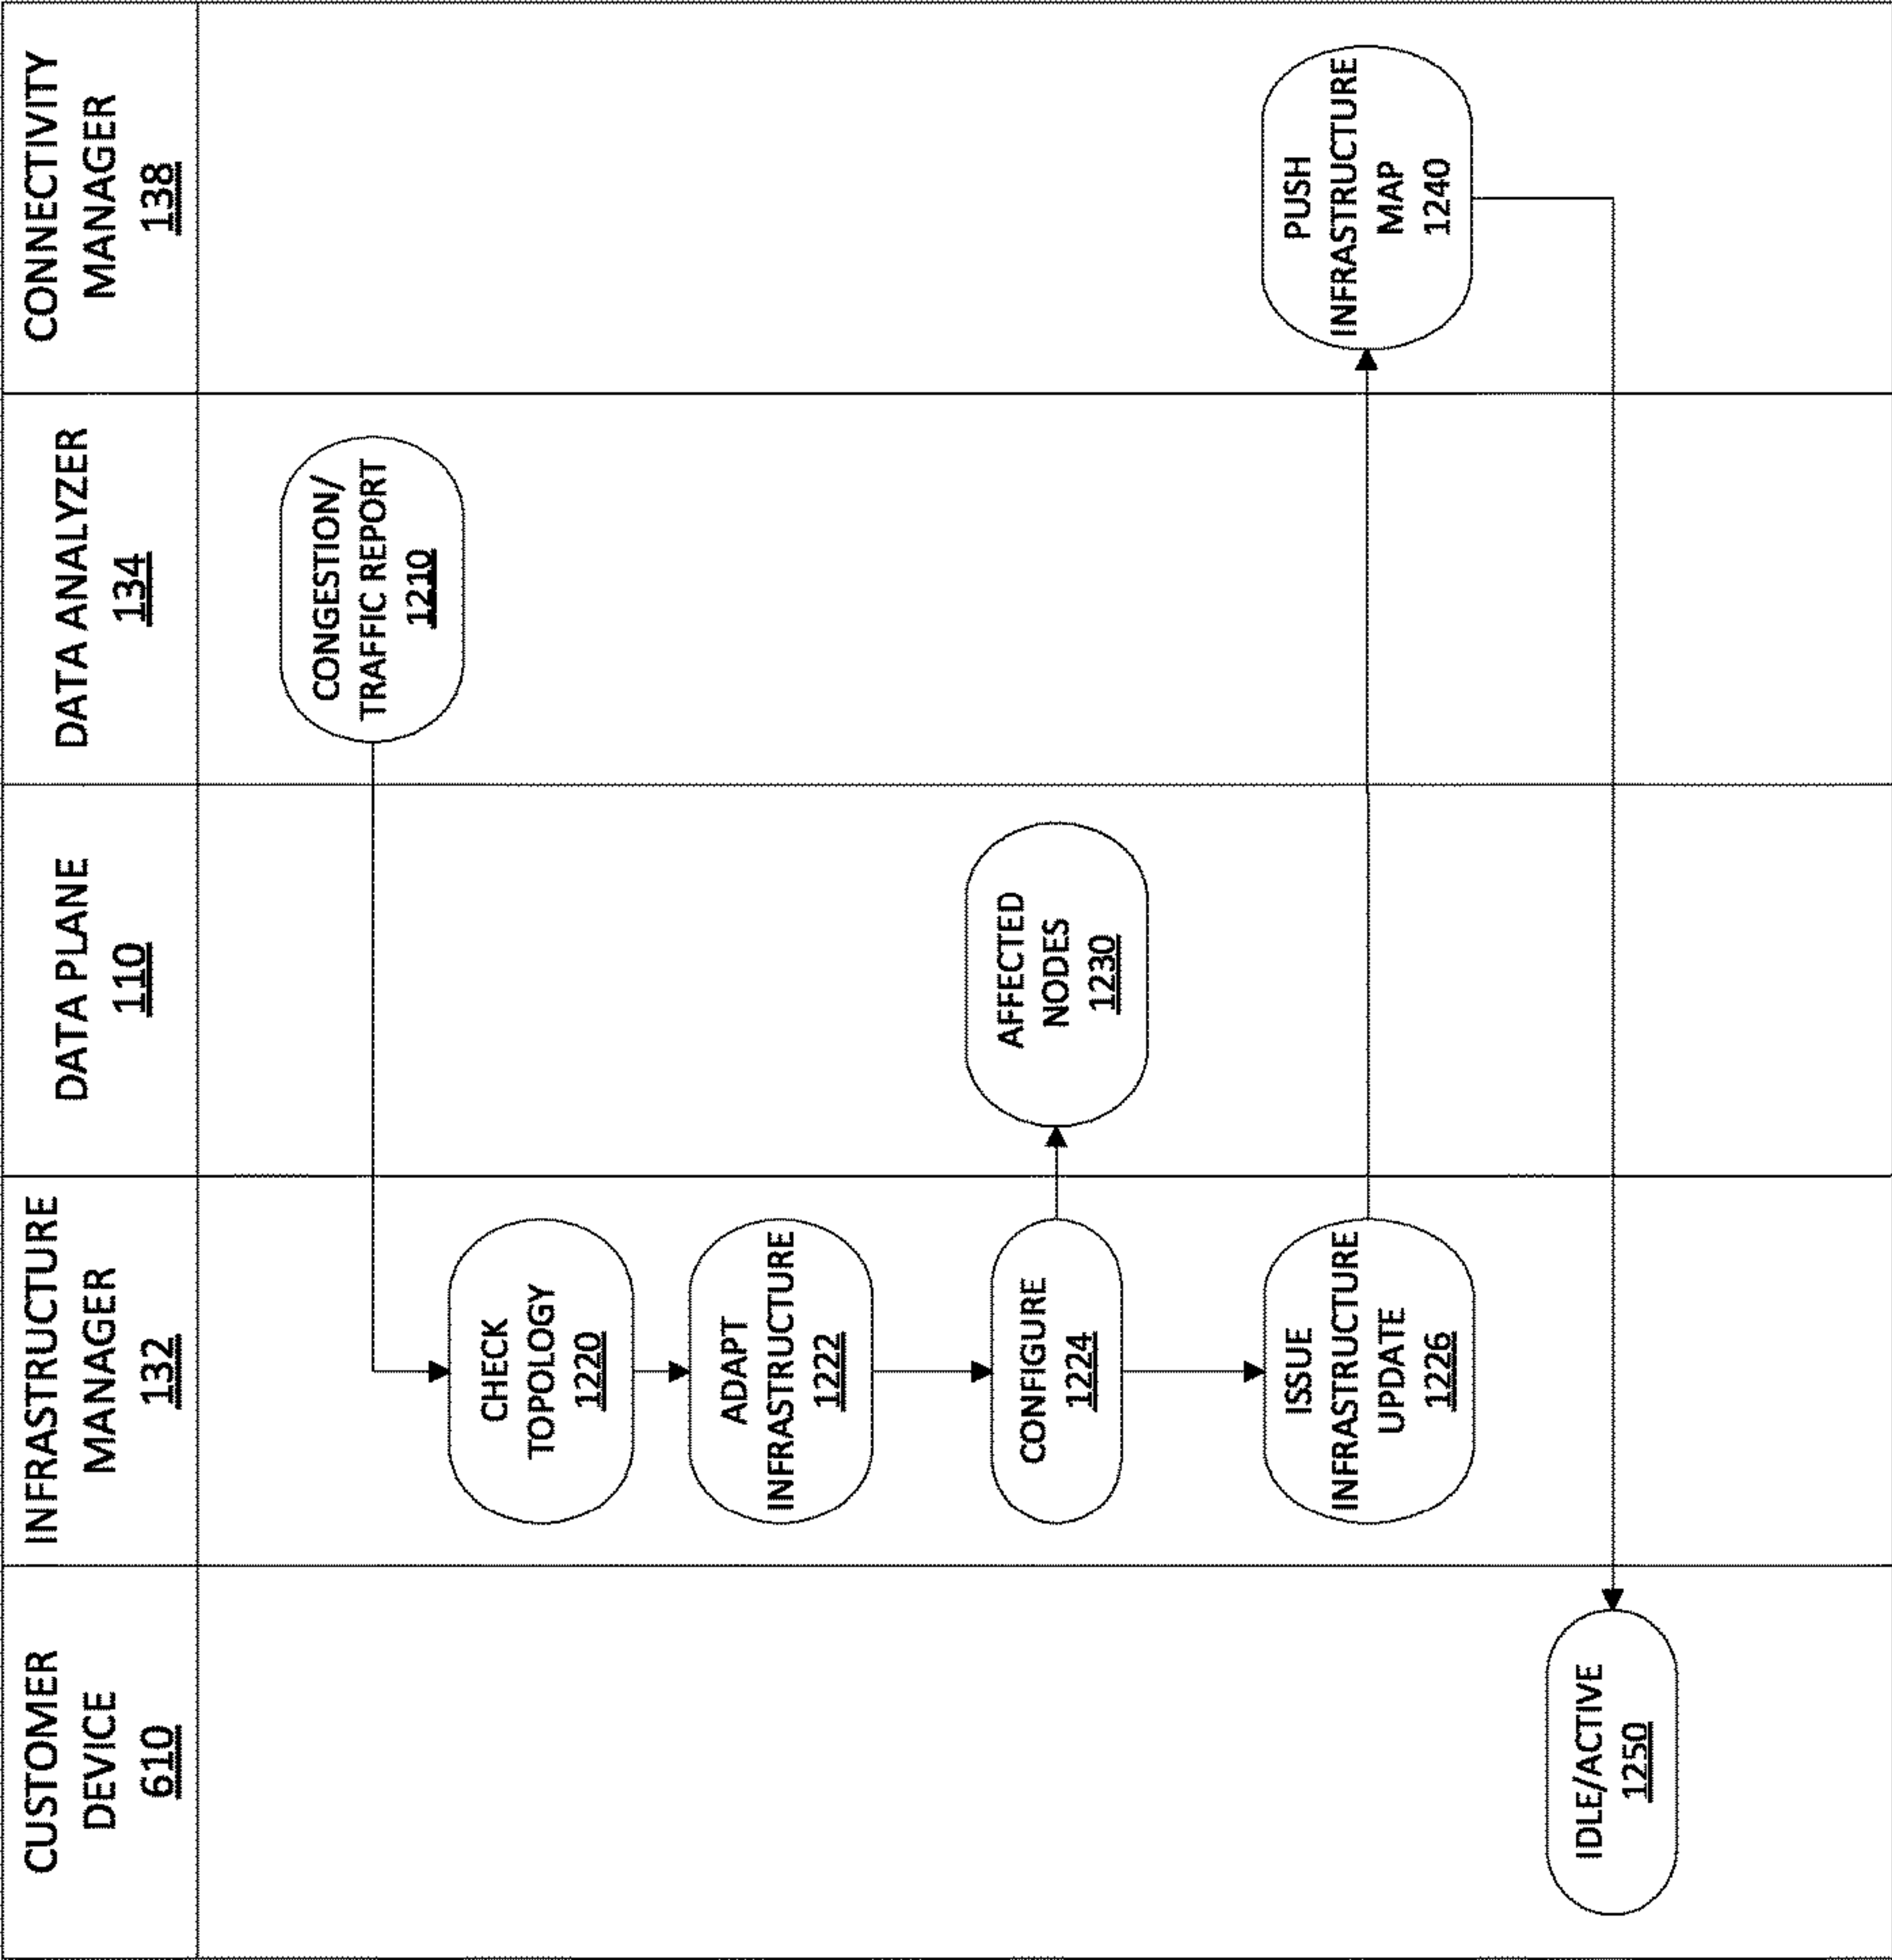 CUSTOMER
DEVICE
610
INFRASTRUCTURE
MANAGER
132
DATA PLANE
110
DATA ANALYZER
134
CONNECTIVITY
MANAGER
138
CONGESTION/
TRAFFIC REPORT
1210
CHECK
TOPOLOGY
1220
ADAPT
INFRASTRUCTURE
1222
CONFIGURE
1224
AFFECTED
NODES
1230
ISSUE
INFRASTRUCTURE
UPDATE
1226
PUSH
INFRASTRUCTURE
MAP
1240
IDLE/ACTIVE
1250